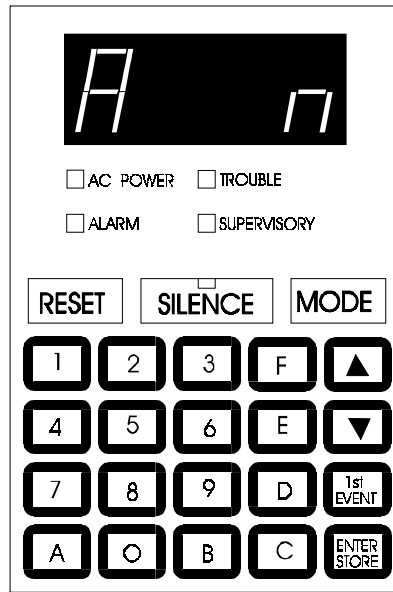 A n
AC POWER TROUBLE
ALARM SUPERVISORY
RESET SILENCE MODE
1 2 3 F ▲
4 5 6 E ▼
7 8 9 D 1st EVENT
A O B C ENTER STORE